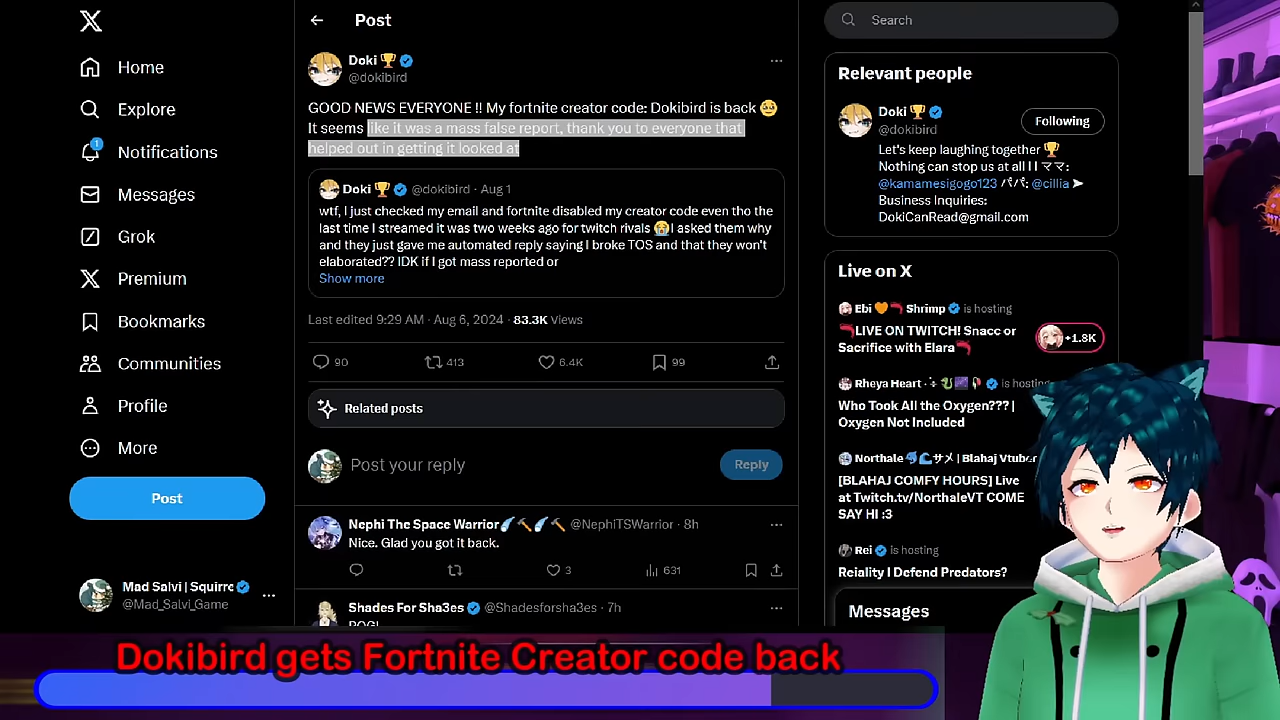 Home
Explore
1
Notifications
Messages
Grok
Premium
Bookmarks
Communities
Profile
More
Post
Mad Salvi | Squirrc
@Mad_Salvi_Game
Post
Doki
@dokibird
GOOD NEWS EVERYONE !! My fortnite creator code: Dokibird is back
It seems like it was a mass false report, thank you to everyone that
helped out in getting it looked at
Doki @dokibird · Aug 1
wtf, I just checked my email and fortnite disabled my creator code even tho the
last time I streamed it was two weeks ago for twitch rivals I asked them why
and they just gave me automated reply saying I broke TOS and that they won't
elaborated?? IDK if I got mass reported or
Show more
Last edited 9:29 AM · Aug 6, 2024 · 83.3K Views
90 413 6.4K 99
Related posts
Post your reply Reply
Nephi The Space Warrior @NephiTSWarrior · 8h
Nice. Glad you got it back.
3 631
Shades For Sha3es @Shadesforsha3es · 7h
Search
Relevant people
Doki
@dokibird
Following
Let's keep laughing together
Nothing can stop us at all I I ママ:
@kamamesigogo123 パパ: @cillia
Business Inquiries:
DokiCanRead@gmail.com
Live on X
Ebi Shrimp is hosting
LIVE ON TWITCH! Snacc or
Sacrifice with Elara
+1.8K
Rheya Heart is hosting
Who Took All the Oxygen??? |
Oxygen Not Included
Northale サメ | Blahaj Vtuber
[BLAHAJ COMFY HOURS] Live
at Twitch.tv/NorthaleVT COME
SAY HI :3
Rei is hosting
Reiality I Defend Predators?
Messages
Dokibird gets Fortnite Creator code back